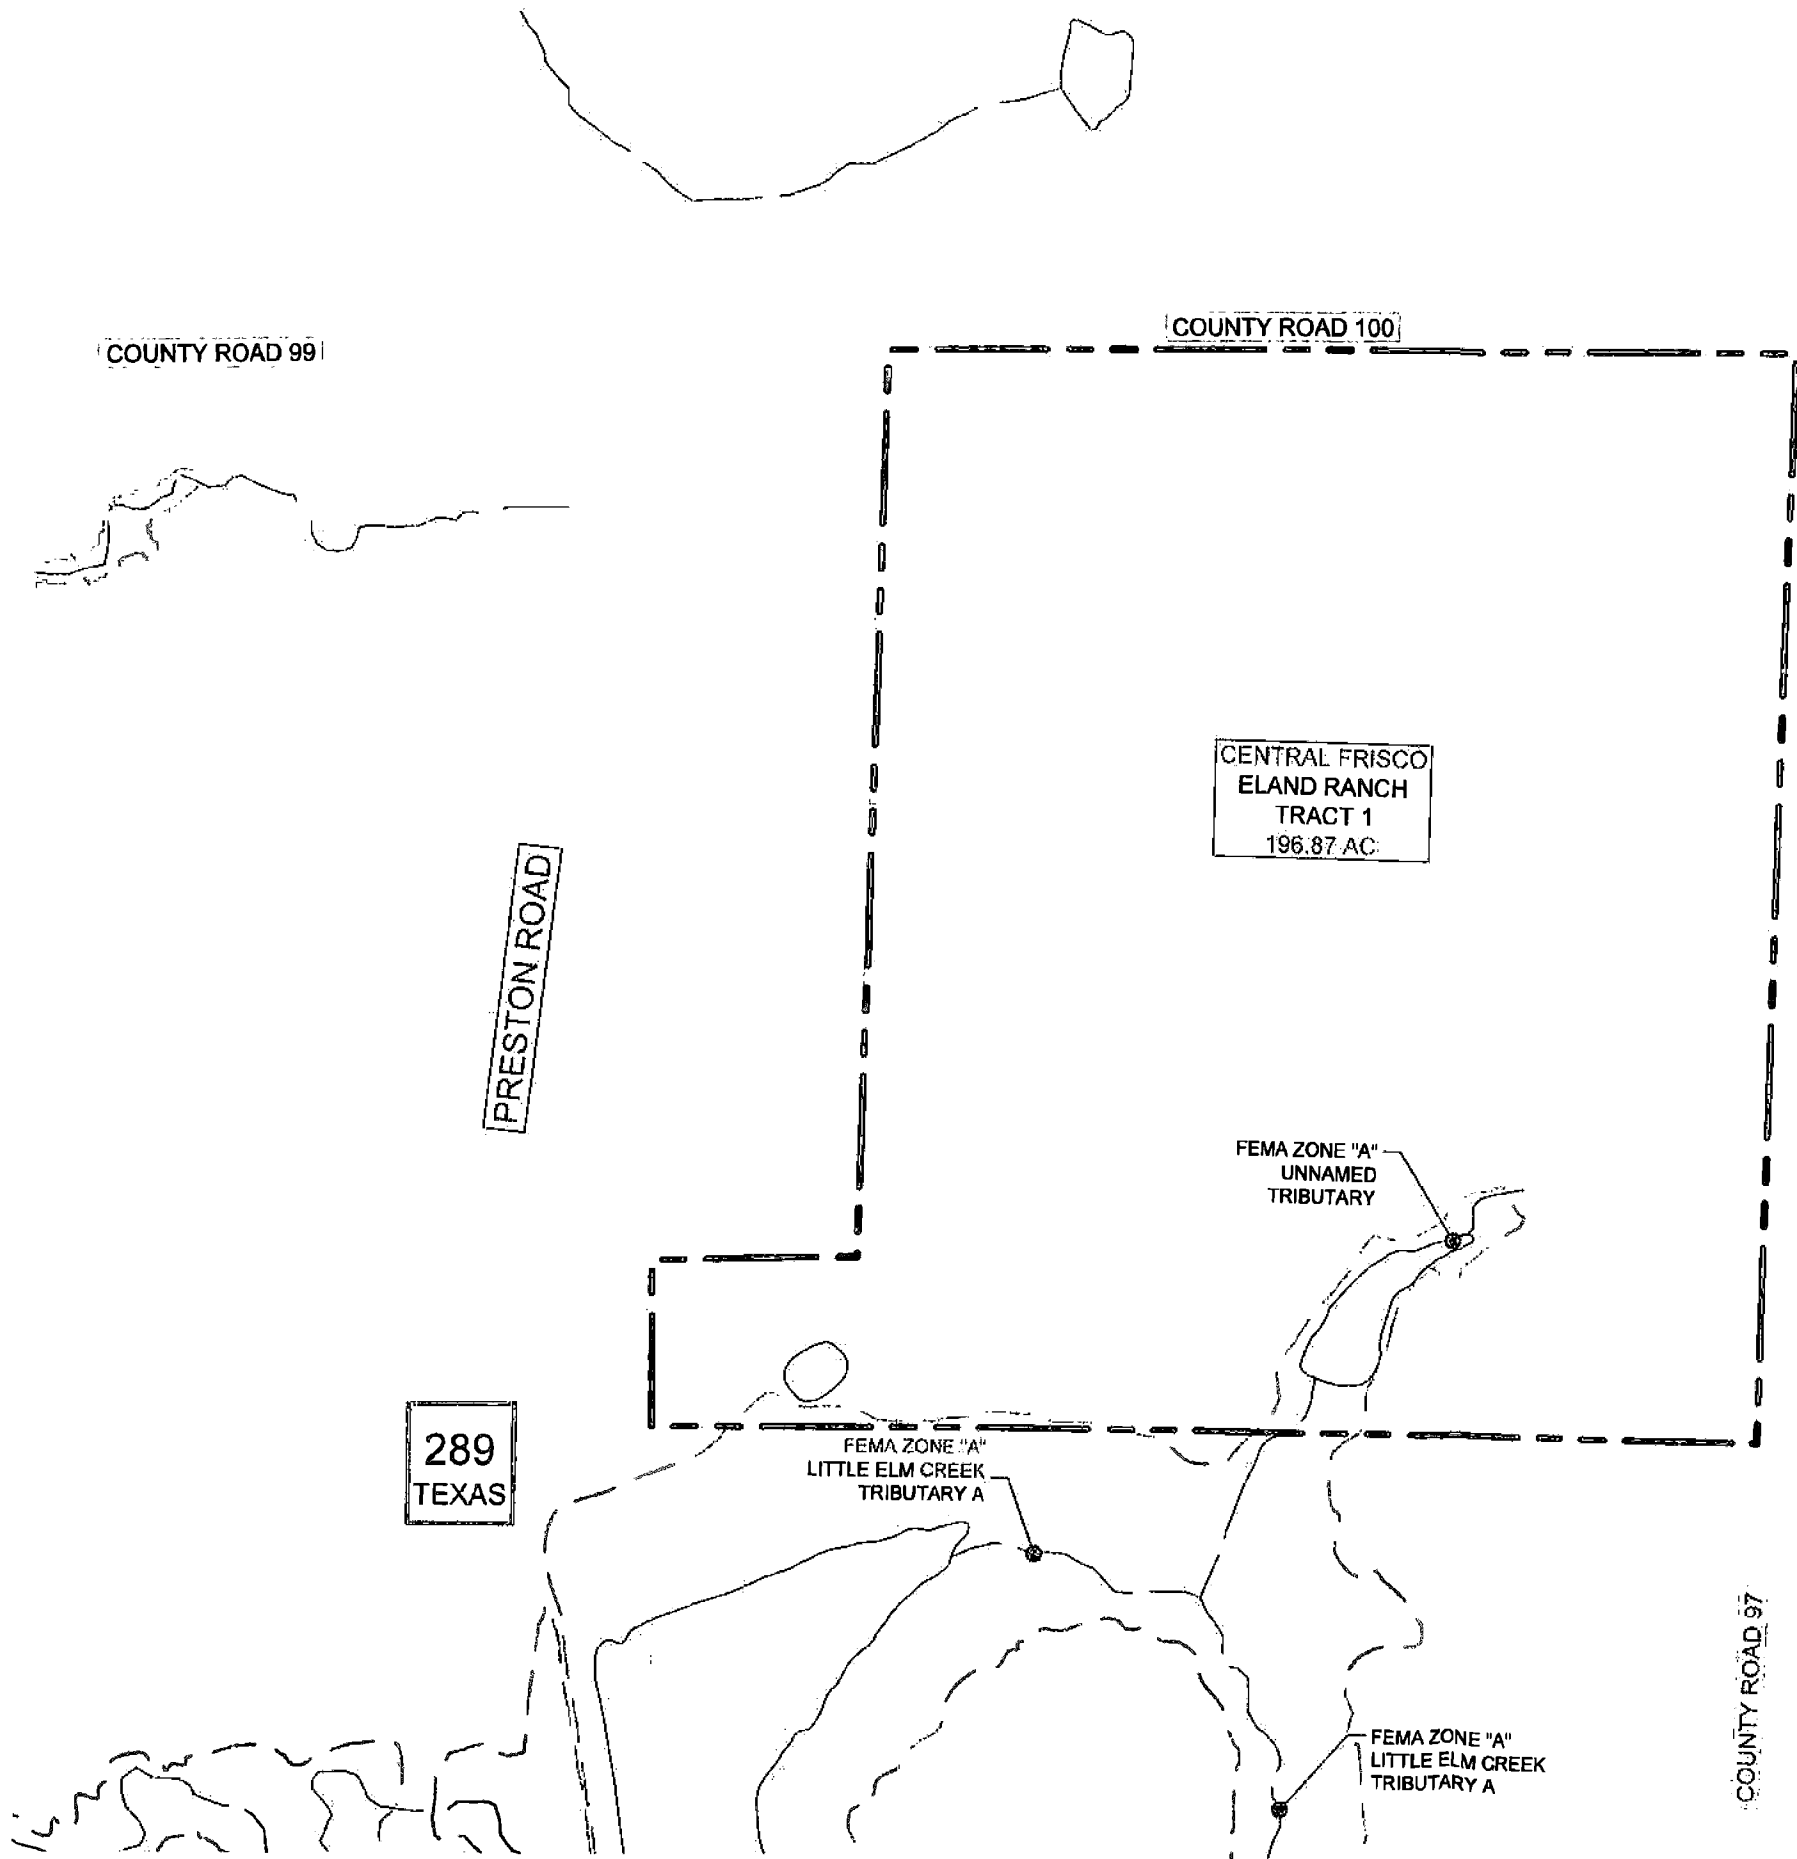 COUNTY ROAD 100
COUNTY ROAD 99
CENTRAL FRISCO
ELAND RANCH
TRACT 1
196.87 AC
PRESTON ROAD
FEMA ZONE "A"
UNNAMED
TRIBUTARY
289
TEXAS
FEMA ZONE "A"
LITTLE ELM CREEK
TRIBUTARY A
COUNTY ROAD 97
FEMA ZONE "A"
LITTLE ELM CREEK
TRIBUTARY A